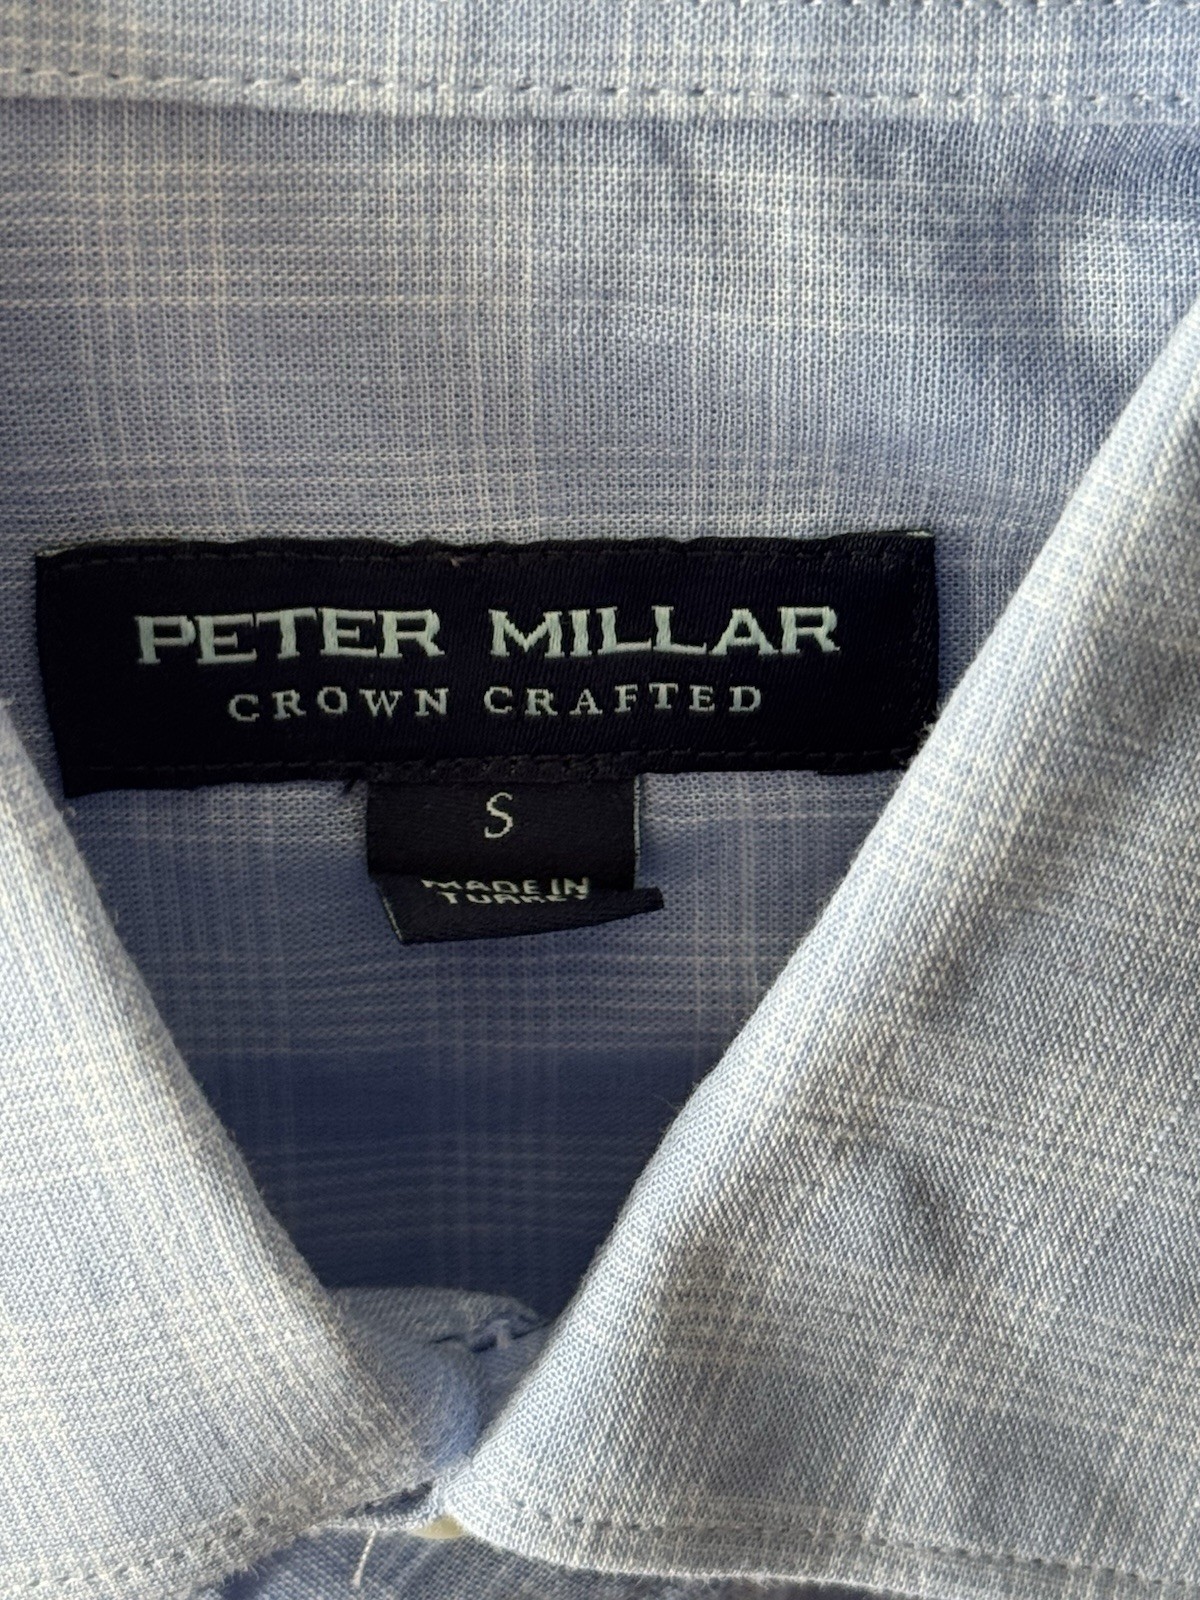 PETER MILLAR
CROWN CRAFTED
S
MADE IN
TURKEY